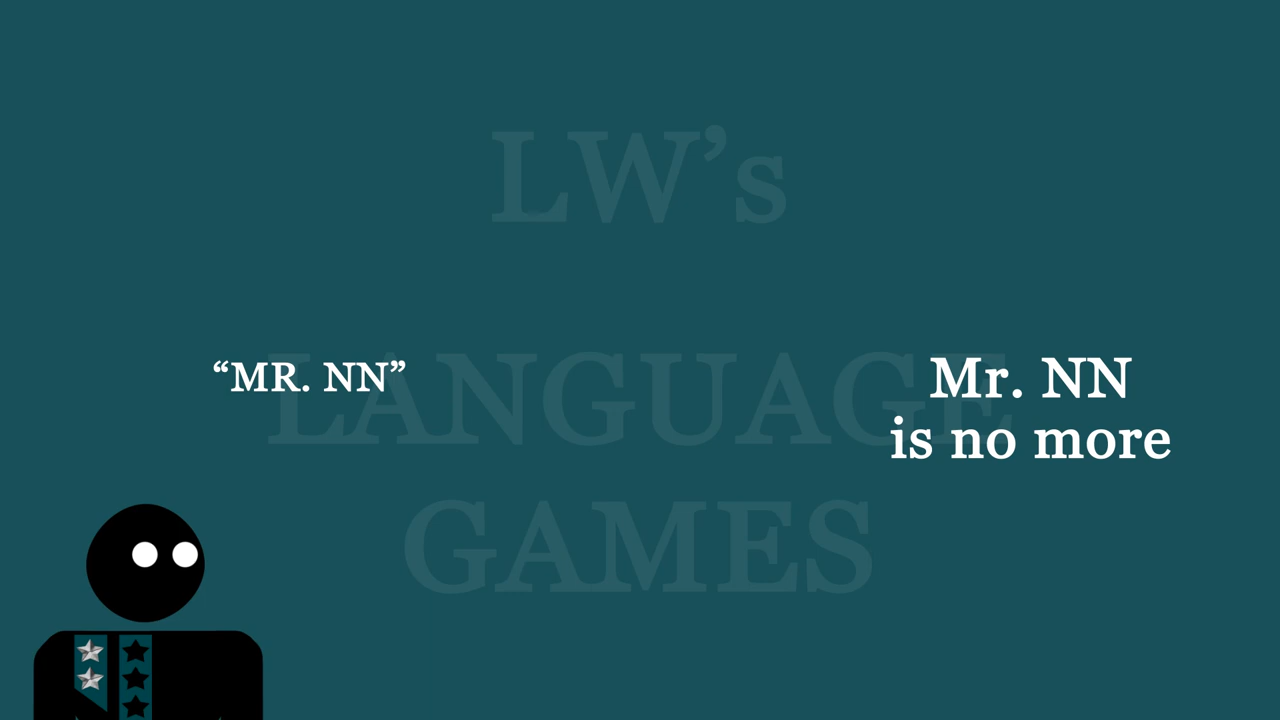 LW’s
LANGUAGE
GAMES
“MR. NN”
Mr. NN
is no more